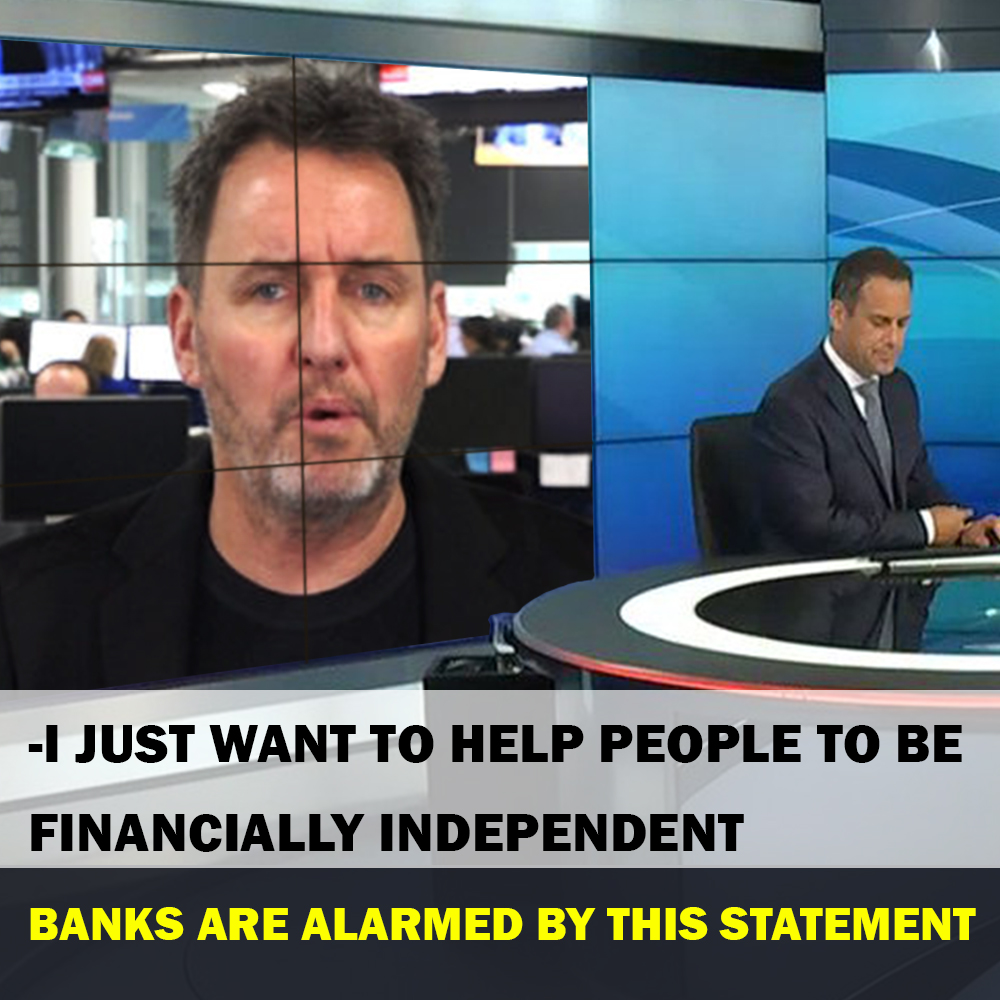 -I JUST WANT TO HELP PEOPLE TO BE
FINANCIALLY INDEPENDENT
BANKS ARE ALARMED BY THIS STATEMENT